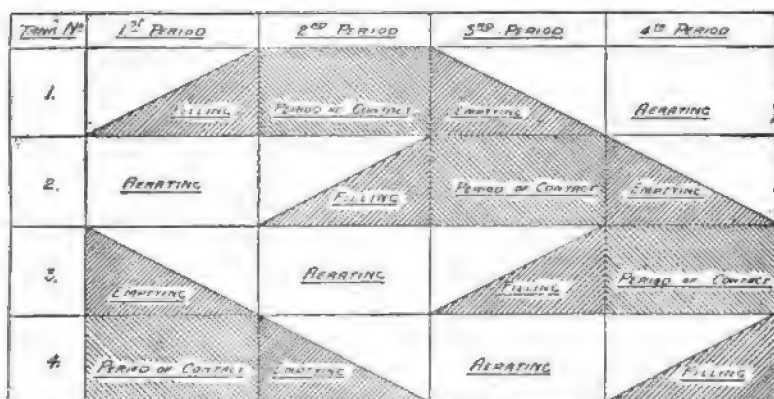 TANK No 1st PERIOD 2nd PERIOD 3RD PERIOD 4TH PERIOD
1. FILLING PERIOD OF CONTACT EMPTYING AERATING
2. AERATING FILLING PERIOD OF CONTACT EMPTYING
3. EMPTYING AERATING FILLING PERIOD OF CONTACT
4. PERIOD OF CONTACT EMPTYING AERATING FILLING